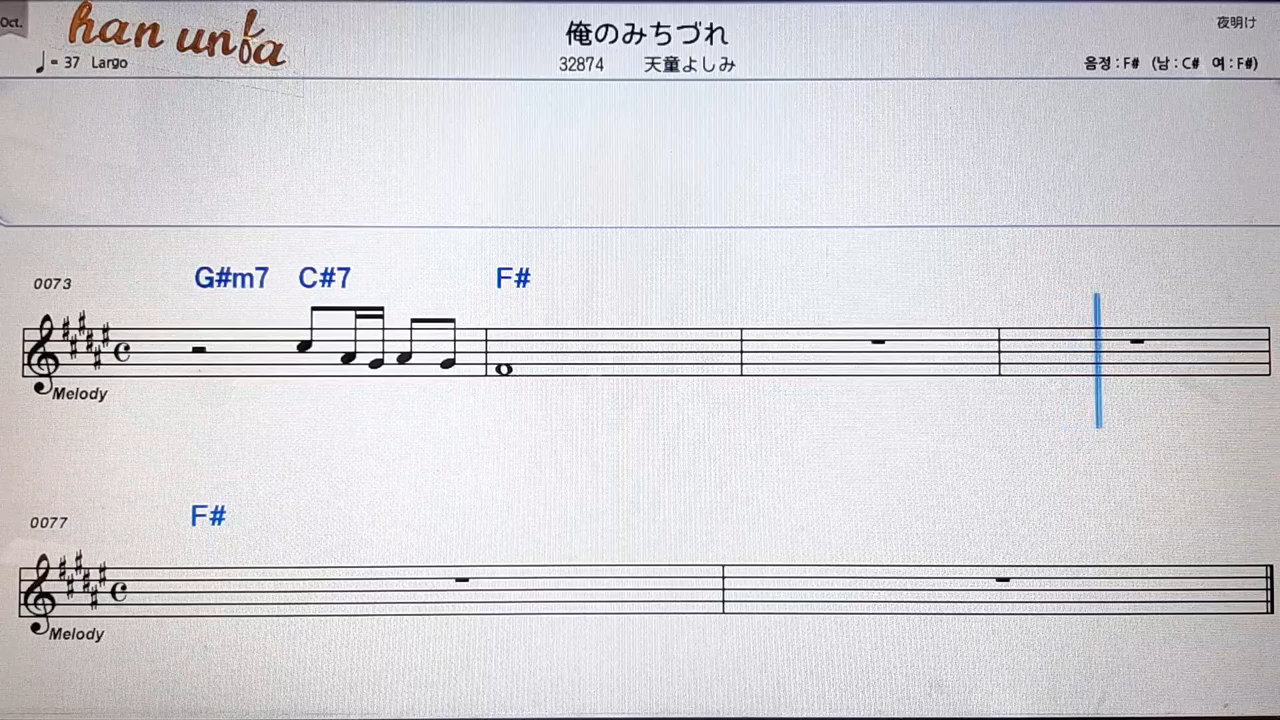 Oct.
han unfa
俺のみちづれ
夜明け
= 37 Largo
32874 天童よしみ
음정 : F# (남 : C# 여 : F#)
0073
G#m7 C#7 F#
Melody
0077
F#
Melody